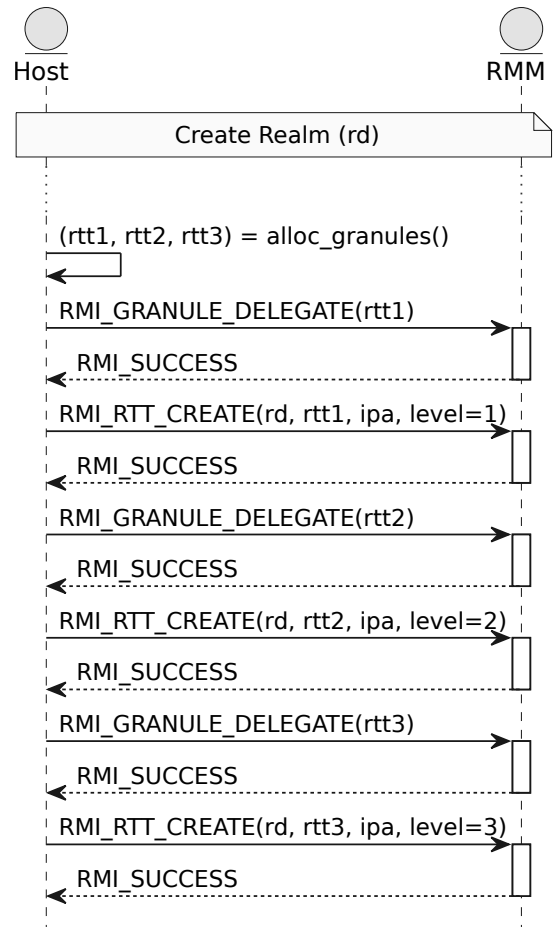 Host
RMM
Create Realm (rd)
(rtt1, rtt2, rtt3) = alloc_granules()
RMI_GRANULE_DELEGATE(rtt1)
RMI_SUCCESS
RMI_RTT_CREATE(rd, rtt1, ipa, level=1)
RMI_SUCCESS
RMI_GRANULE_DELEGATE(rtt2)
RMI_SUCCESS
RMI_RTT_CREATE(rd, rtt2, ipa, level=2)
RMI_SUCCESS
RMI_GRANULE_DELEGATE(rtt3)
RMI_SUCCESS
RMI_RTT_CREATE(rd, rtt3, ipa, level=3)
RMI_SUCCESS